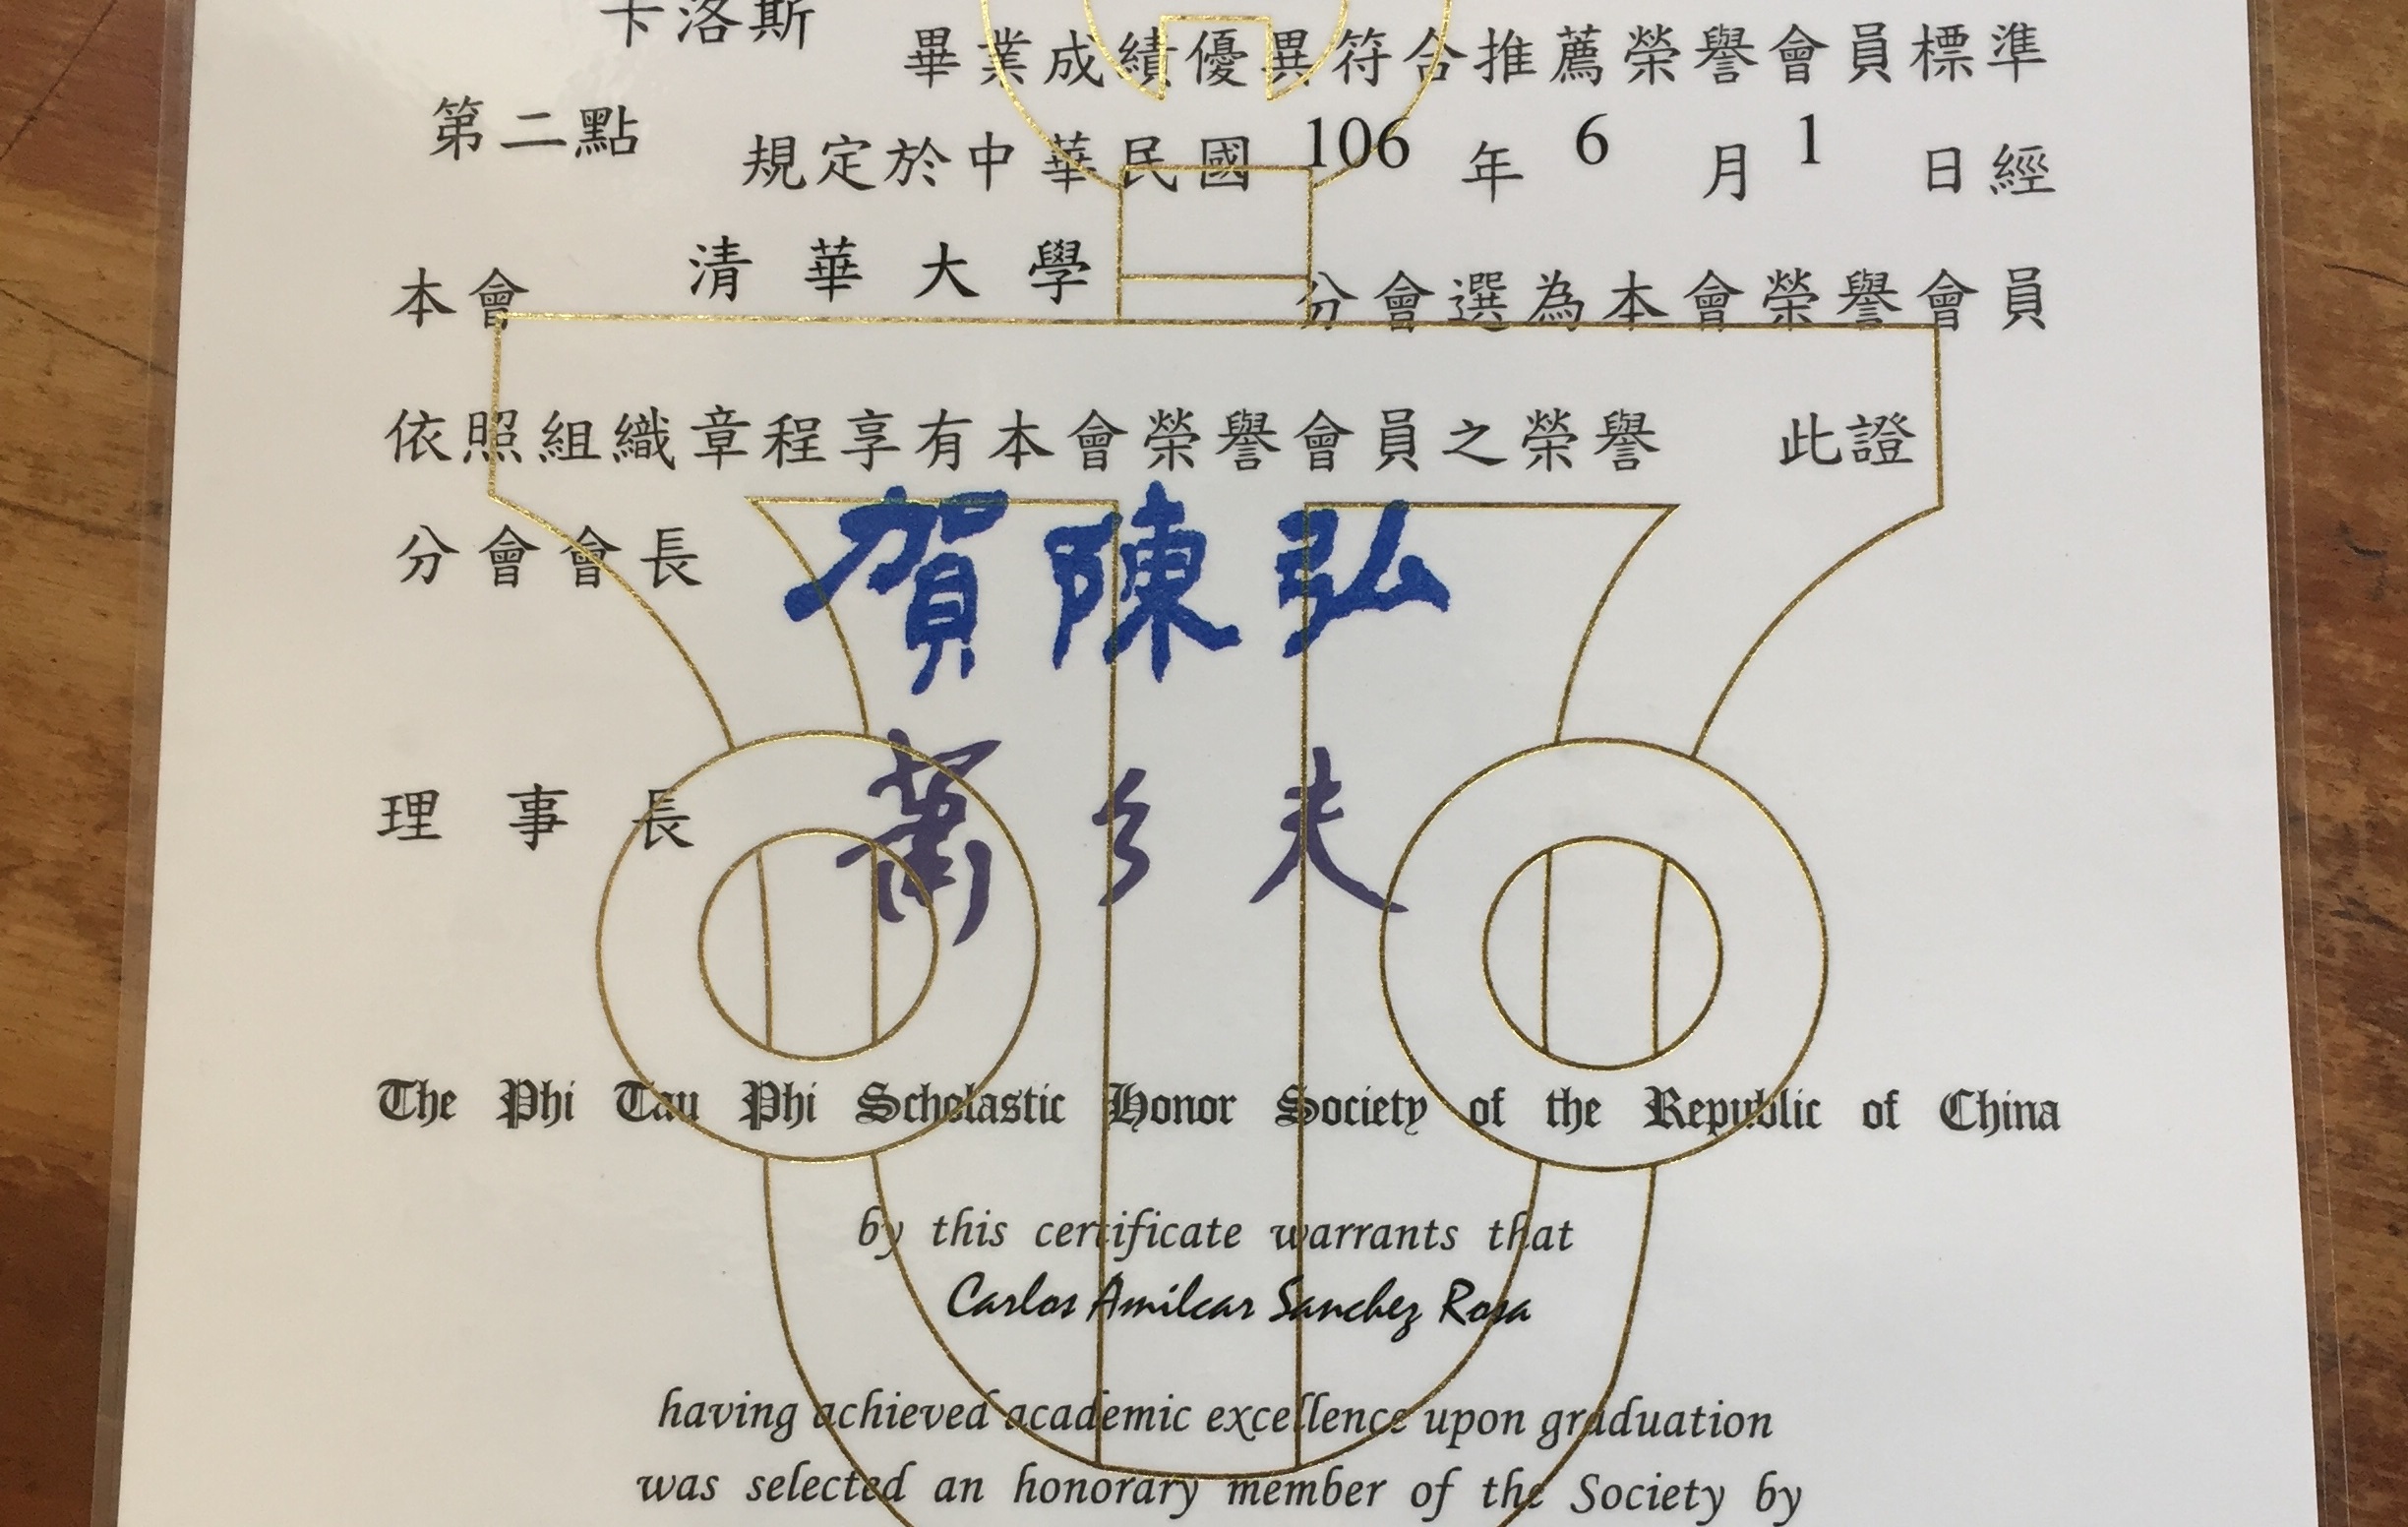 卡洛斯 畢業成績優異符合推薦榮譽會員標準
第二點 規定於中華民國 106 年 6 月 1 日經
本會 清華大學 分會選為本會榮譽會員
依照組織章程享有本會榮譽會員之榮譽 此證
分會會長 賀陳弘
理事長
The Phi Tau Phi Scholastic Honor Society of the Republic of China
by this certificate warrants that
Carlos Amilcar Sanchez Rosa
having achieved academic excellence upon graduation
was selected an honorary member of the Society by